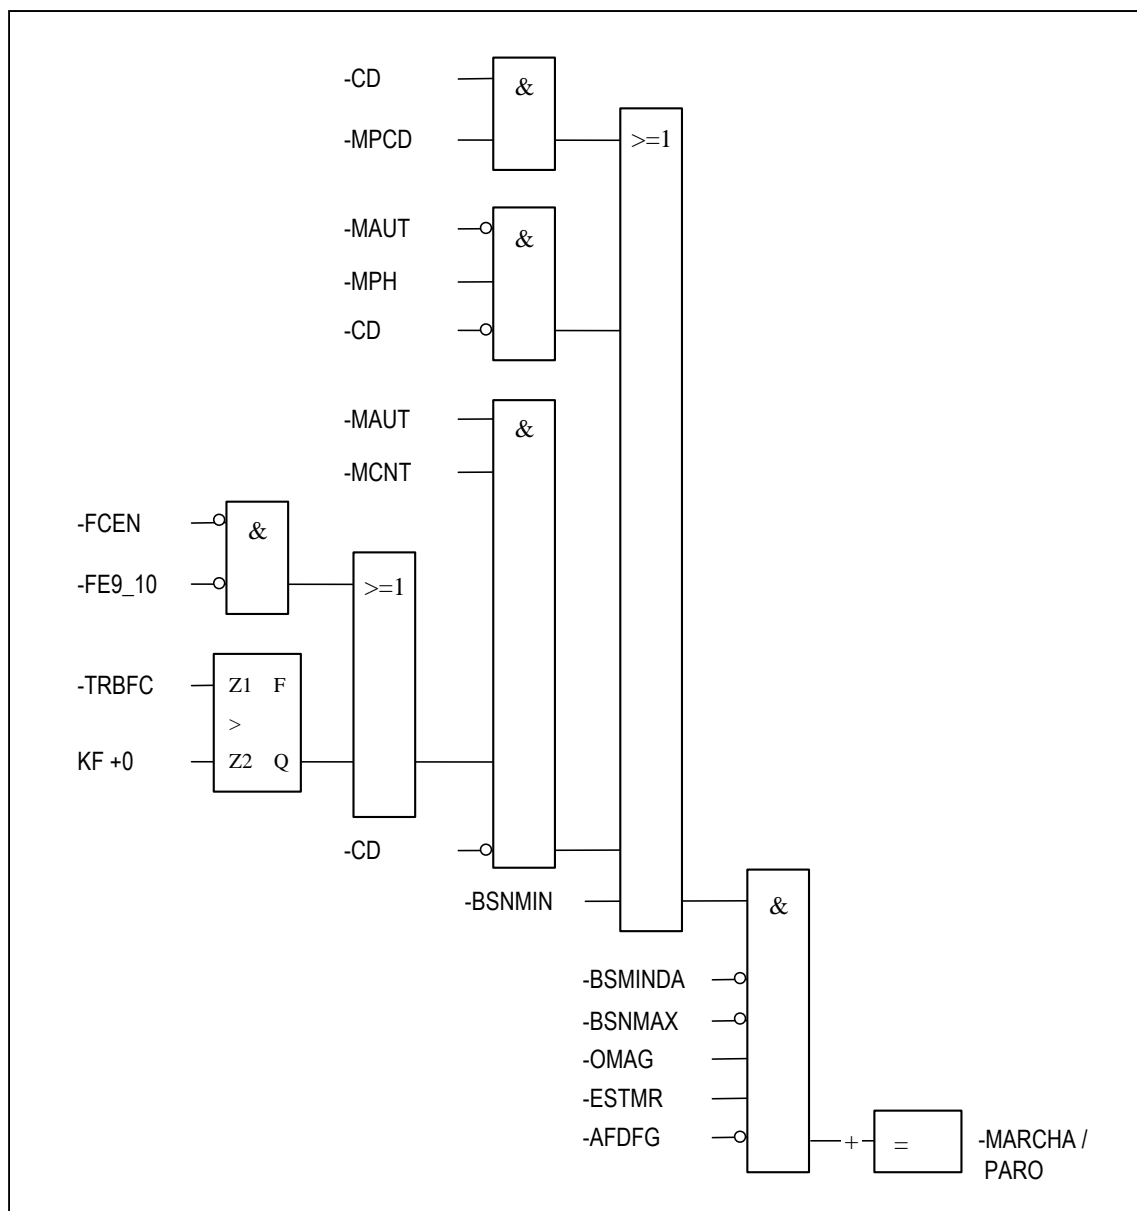 -CD
&
-MPCD
>=1
-MAUT
&
-MPH
-CD
-MAUT
&
-MCNT
-FCEN
&
-FE9_10
>=1
-TRBFC
Z1 F
>
KF +0
Z2 Q
-CD
-BSNMIN
&
-BSMINDA
-BSNMAX
-OMAG
-ESTMR
-AFDFG
+
=
-MARCHA /
PARO